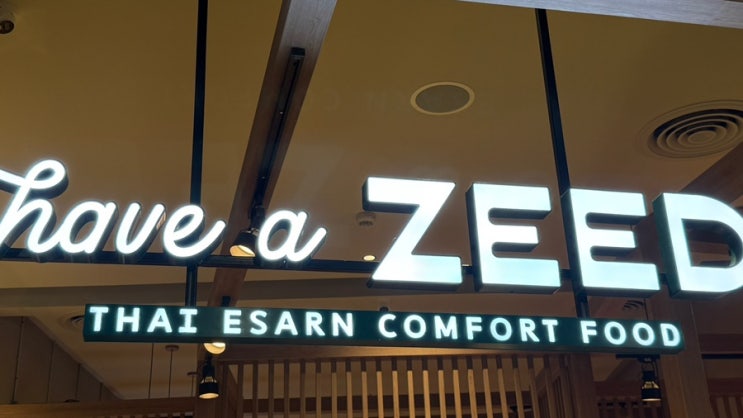 have a ZEED
THAI ESARN COMFORT FOOD